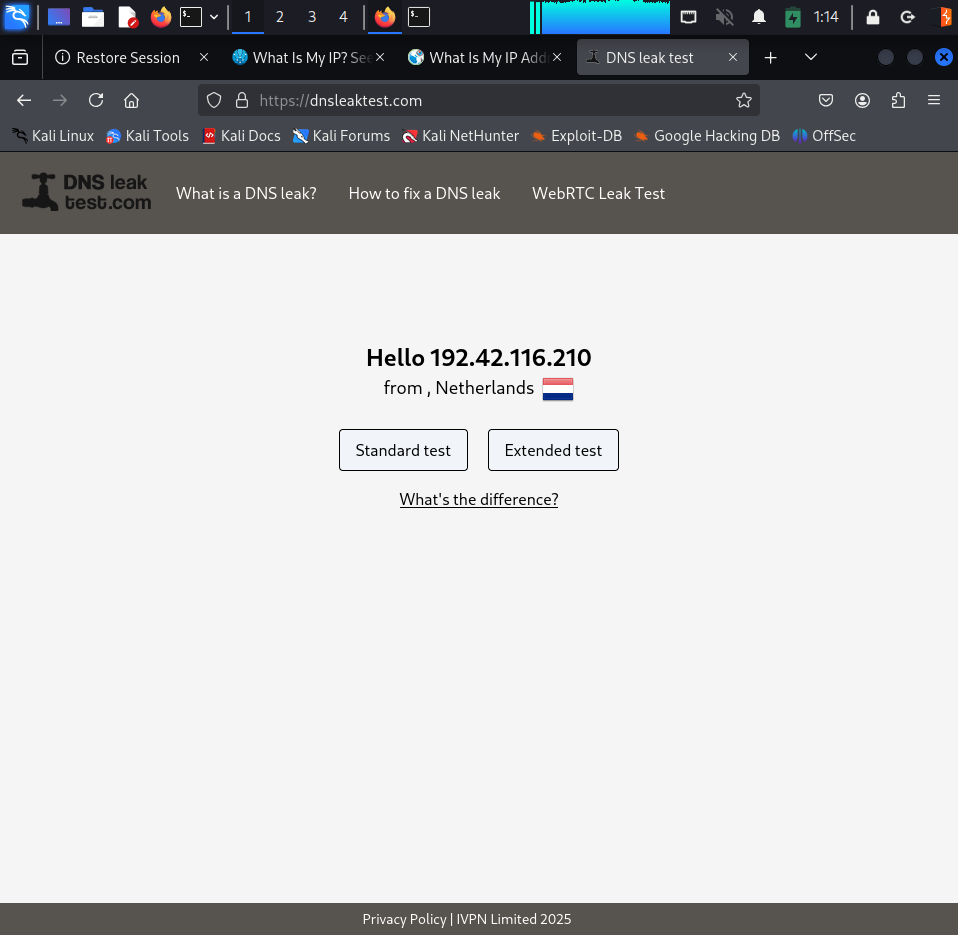 1 2 3 4 1:14
Restore Session What Is My IP? See What Is My IP Add DNS leak test
https://dnsleaktest.com
Kali Linux Kali Tools Kali Docs Kali Forums Kali NetHunter Exploit-DB Google Hacking DB OffSec
DNS leak
test.com
What is a DNS leak? How to fix a DNS leak WebRTC Leak Test
Hello 192.42.116.210
from , Netherlands
Standard test Extended test
What's the difference?
Privacy Policy | IVPN Limited 2025